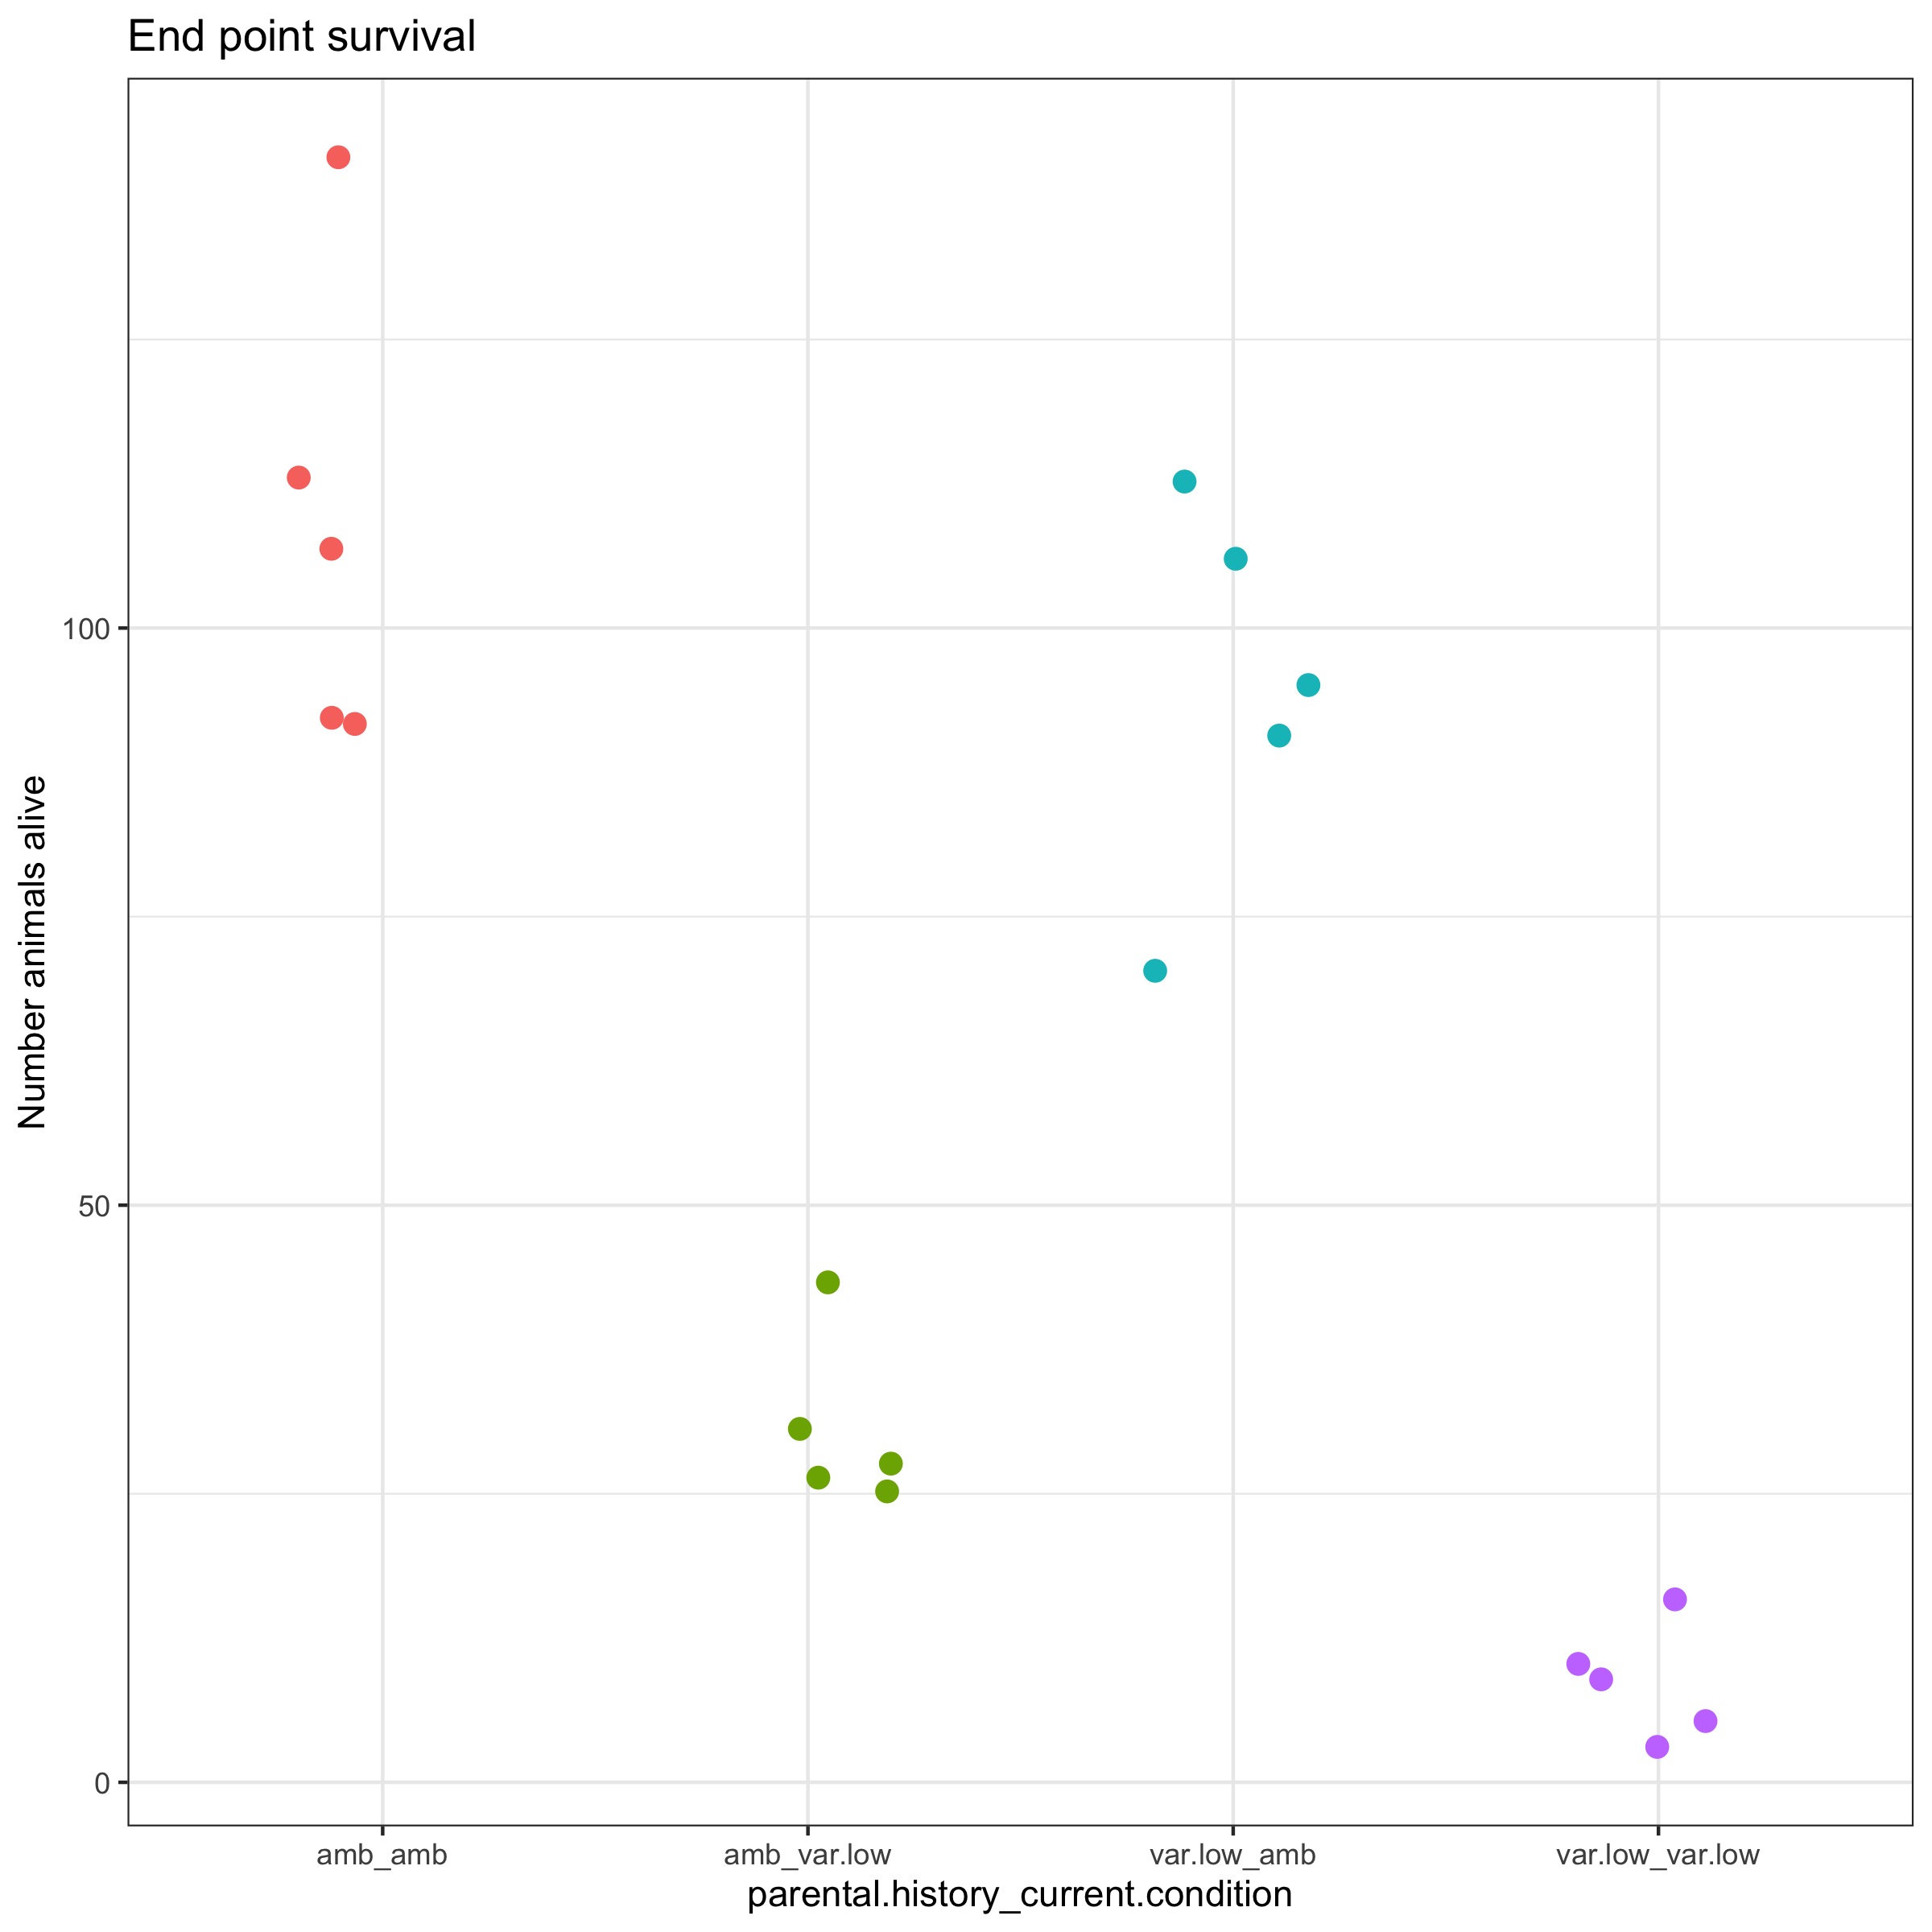 End point survival
Number animals alive
100
50
0
amb_amb amb_var.low var.low_amb var.low_var.low
parental.history_current.condition